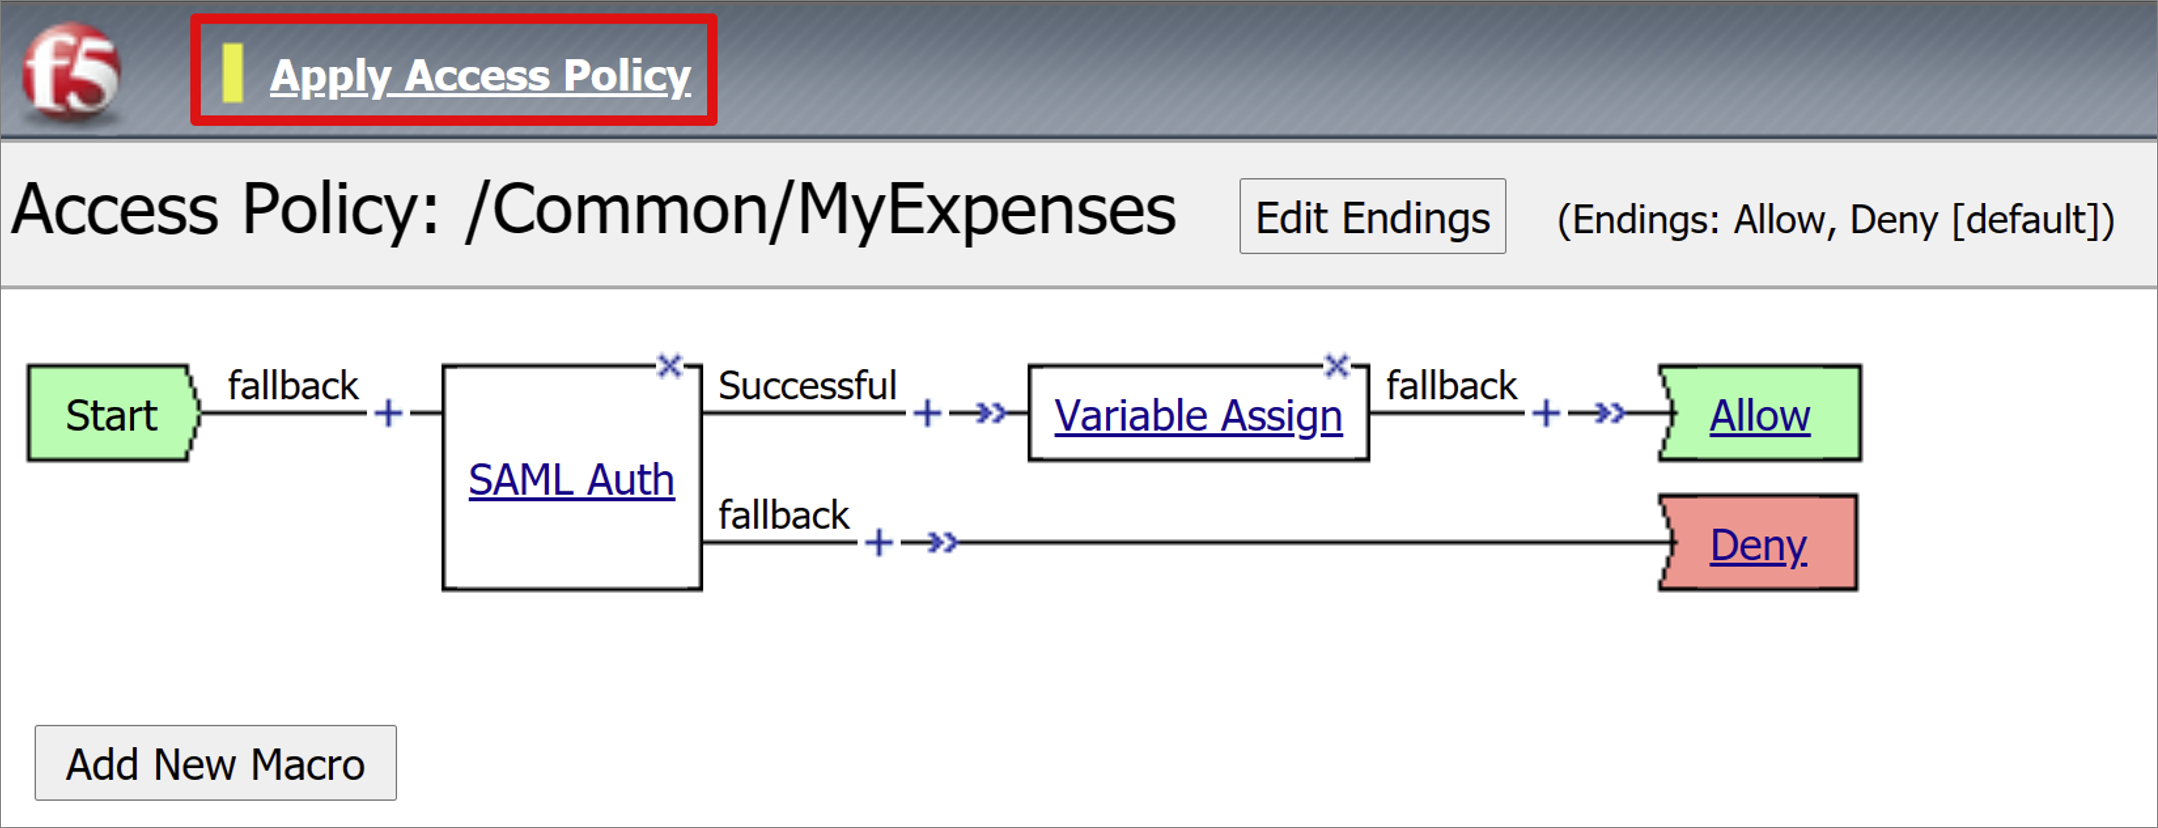 f5
Apply Access Policy
Access Policy: /Common/MyExpenses
Edit Endings
(Endings: Allow, Deny [default])
Start
fallback
SAML Auth
Successful
Variable Assign
fallback
Allow
fallback
Deny
Add New Macro